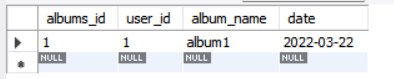 albums_id user_id album_name date
1 1 album1 2022-03-22
NULL NULL NULL NULL